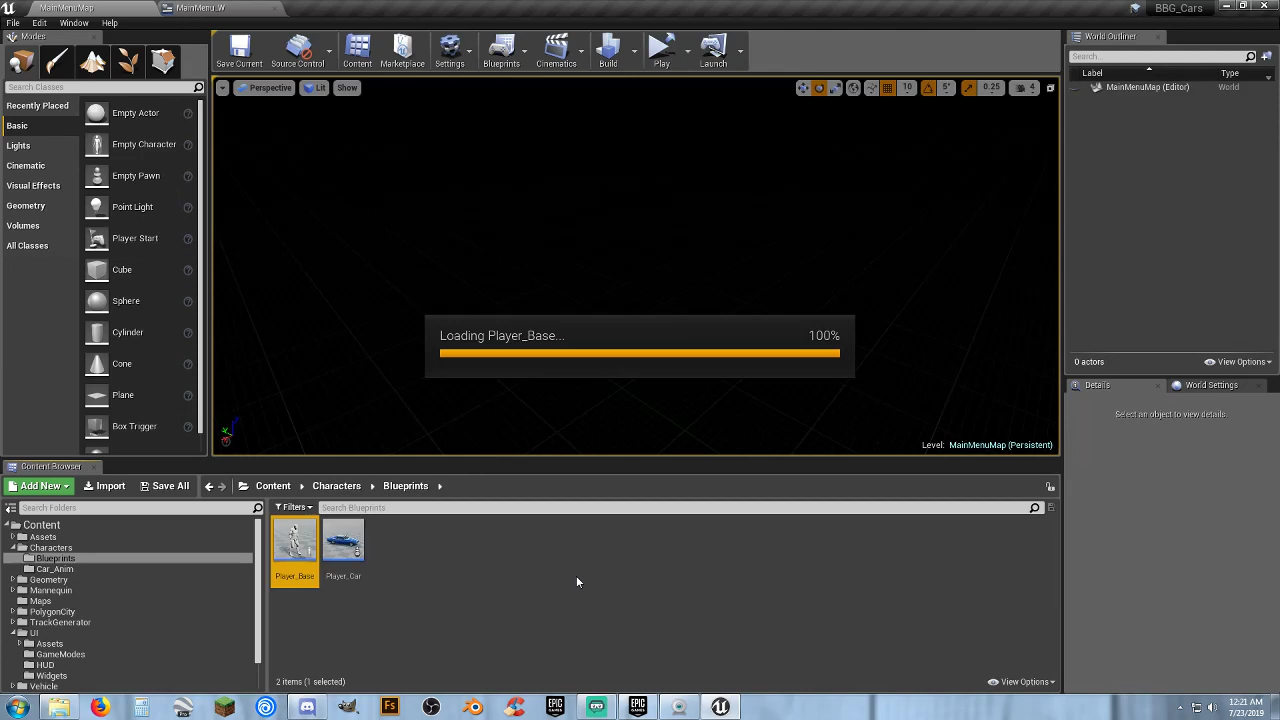 MainMenuMap
MainMenu_W
BBG_Cars
File Edit Window Help
Modes
Search Classes
Recently Placed
Basic
Lights
Cinematic
Visual Effects
Geometry
Volumes
All Classes
Empty Actor
Empty Character
Empty Pawn
Point Light
Player Start
Cube
Sphere
Cylinder
Cone
Plane
Box Trigger
Save Current
Source Control
Content
Marketplace
Settings
Blueprints
Cinematics
Build
Play
Launch
Perspective
Lit
Show
10
5°
0.25
4
Loading Player_Base...
100%
Level: MainMenuMap (Persistent)
World Outliner
Search...
Label
Type
MainMenuMap (Editor)
World
0 actors
View Options
Details
World Settings
Select an object to view details.
Content Browser
Add New
Import
Save All
Content
Characters
Blueprints
Search Folders
Filters
Search Blueprints
Content
Assets
Characters
Blueprints
Car_Anim
Geometry
Mannequin
Maps
PolygonCity
TrackGenerator
UI
Assets
GameModes
HUD
Widgets
Vehicle
Player_Base
Player_Car
2 items (1 selected)
View Options
Pro
Fs
EPIC
GAMES
EPIC
GAMES
12:21 AM
7/23/2019